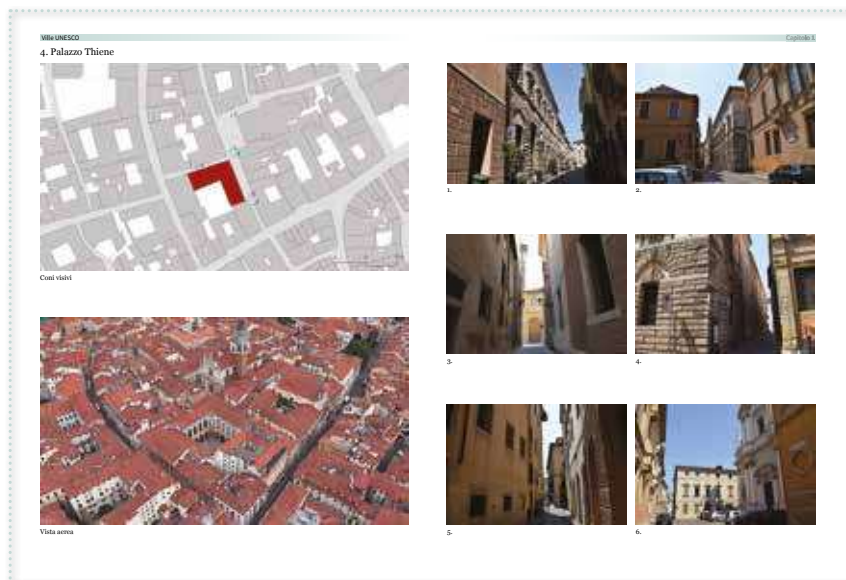 Ville UNESCO
Capitolo 1.
4. Palazzo Thiene
Coni visivi
Vista aerea
1.
2.
3.
4.
5.
6.